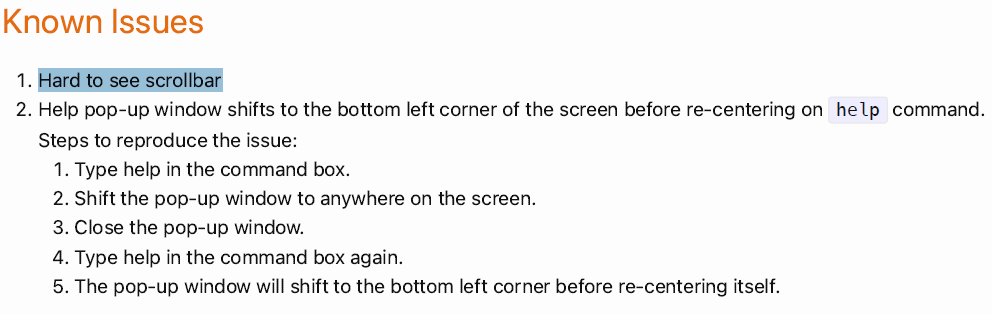 Known Issues
1. Hard to see scrollbar
2. Help pop-up window shifts to the bottom left corner of the screen before re-centering on help command.
Steps to reproduce the issue:
1. Type help in the command box.
2. Shift the pop-up window to anywhere on the screen.
3. Close the pop-up window.
4. Type help in the command box again.
5. The pop-up window will shift to the bottom left corner before re-centering itself.